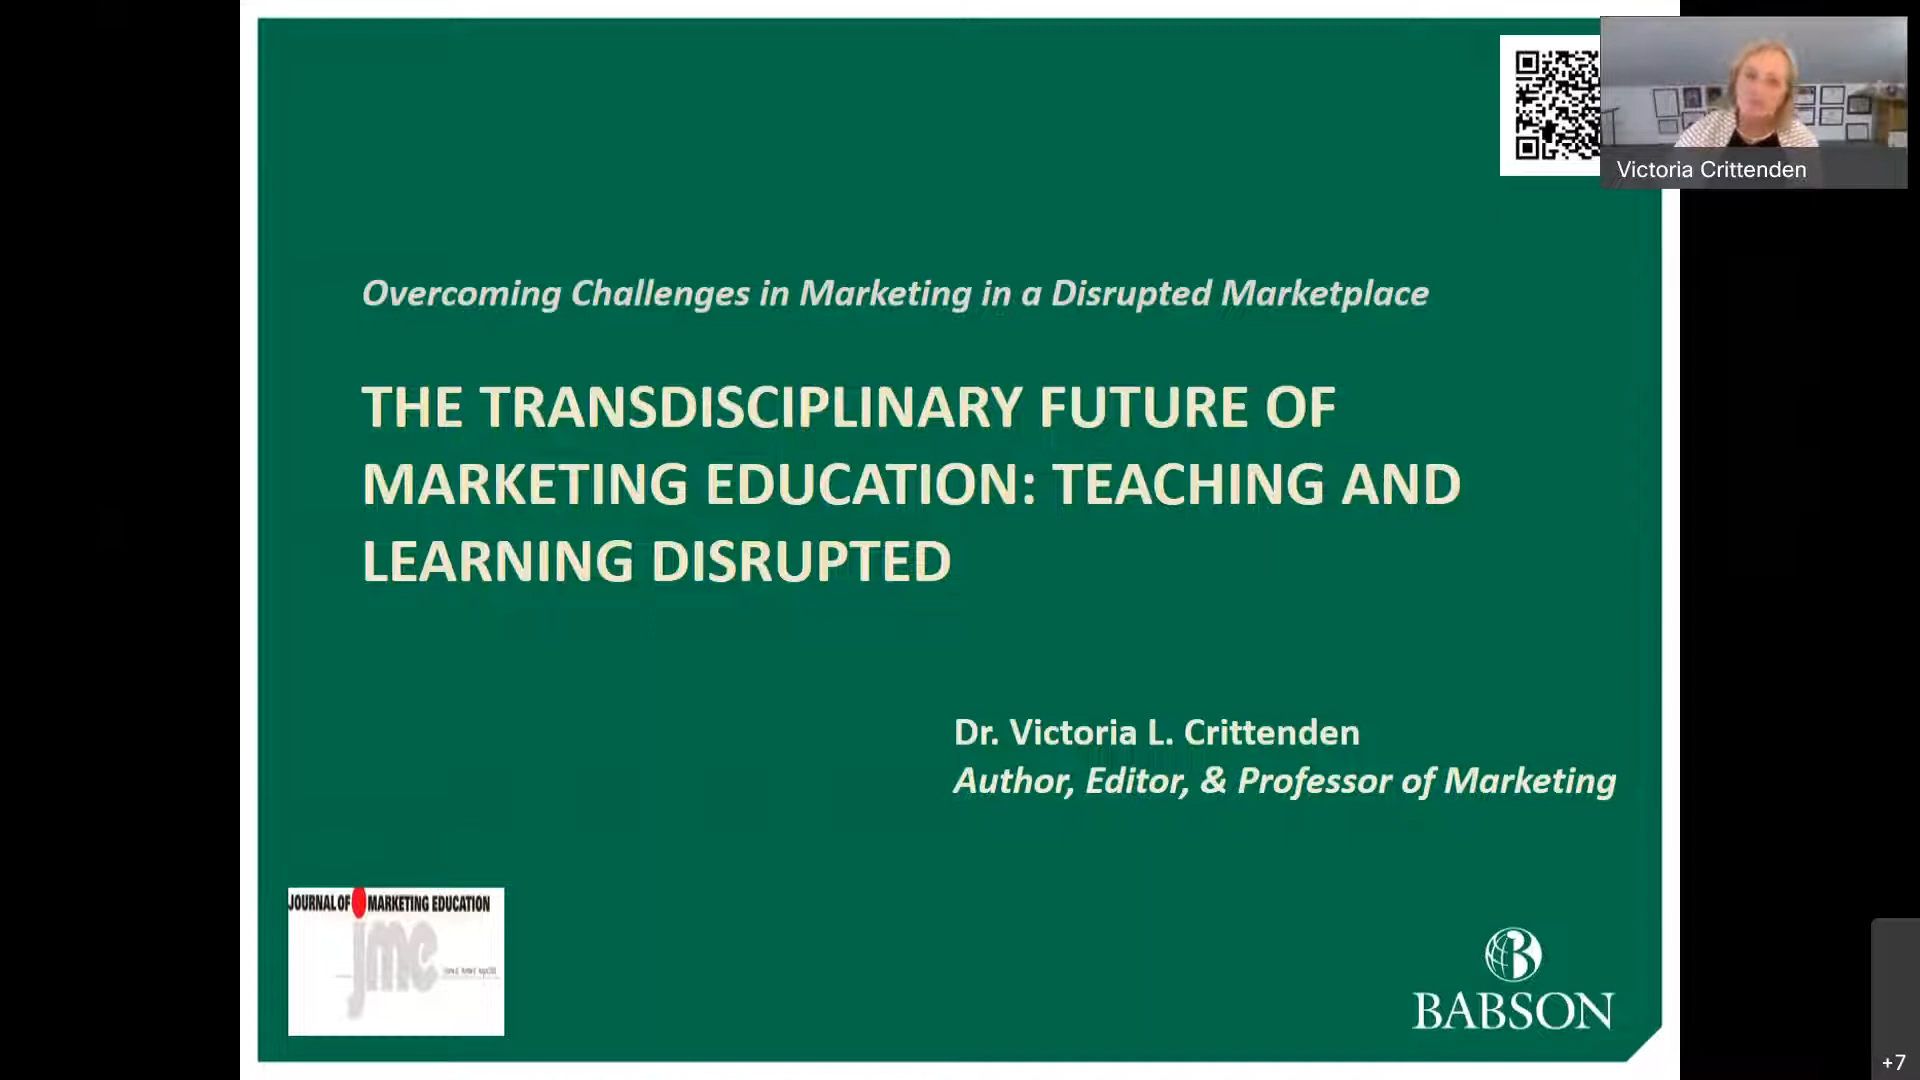 Victoria Crittenden
Overcoming Challenges in Marketing in a Disrupted Marketplace
THE TRANSDISCIPLINARY FUTURE OF
MARKETING EDUCATION: TEACHING AND
LEARNING DISRUPTED
Dr. Victoria L. Crittenden
Author, Editor, & Professor of Marketing
JOURNAL OF MARKETING EDUCATION
jme
B
BABSON
+7